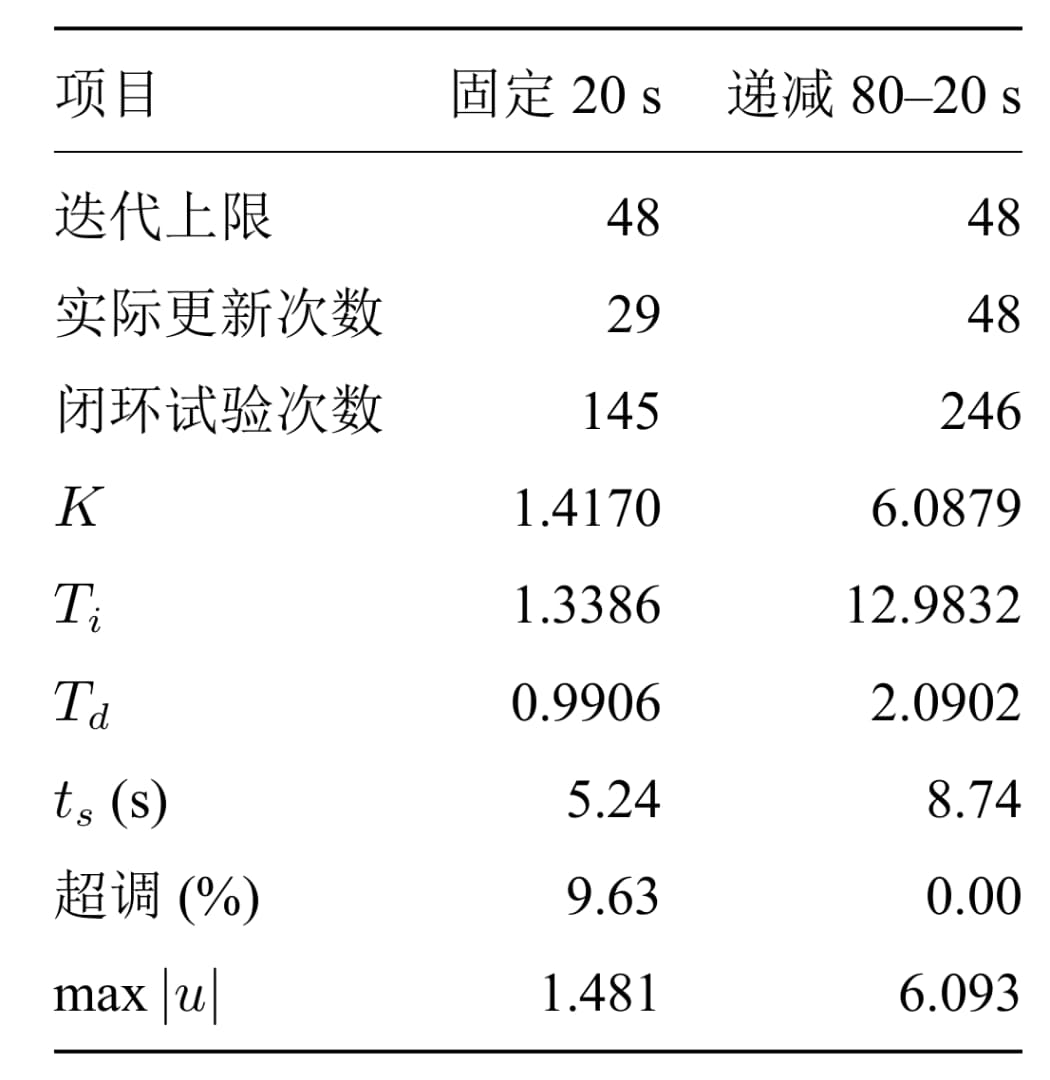 项目 固定 20 s 递减 80–20 s
迭代上限 48 48
实际更新次数 29 48
闭环试验次数 145 246
K 1.4170 6.0879
Ti 1.3386 12.9832
Td 0.9906 2.0902
ts (s) 5.24 8.74
超调 (%) 9.63 0.00
max |u| 1.481 6.093